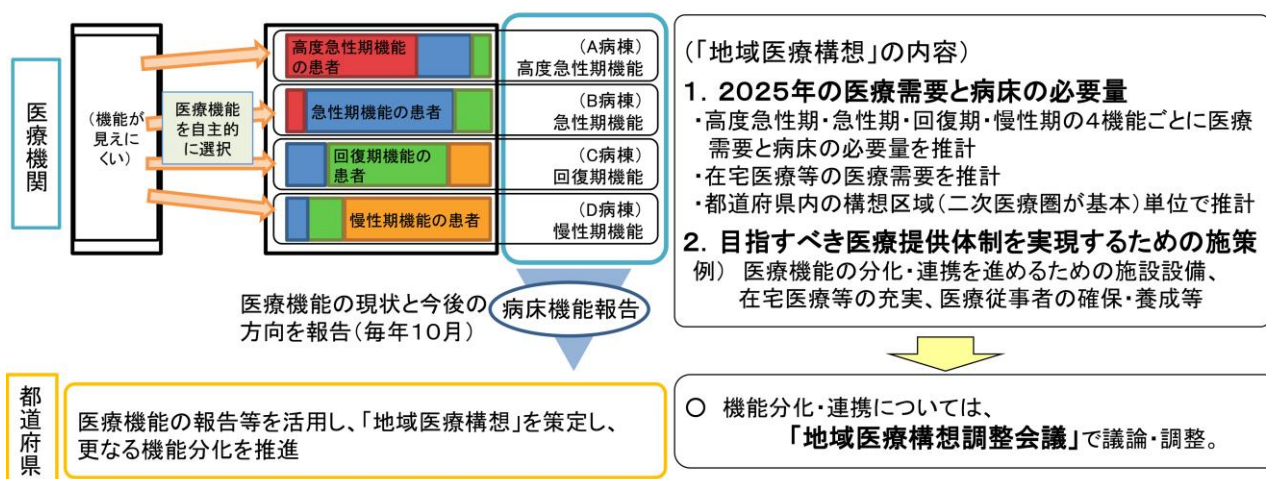 医療機関
(機能が
見えに
くい)
医療機能
を自主的
に選択
高度急性期機能
の患者
(A病棟)
高度急性期機能
急性期機能の患者
(B病棟)
急性期機能
回復期機能の
患者
(C病棟)
回復期機能
慢性期機能の患者
(D病棟)
慢性期機能
医療機能の現状と今後の
方向を報告(毎年10月)
病床機能報告
都道府県
医療機能の報告等を活用し、「地域医療構想」を策定し、
更なる機能分化を推進
(「地域医療構想」の内容)
1.2025年の医療需要と病床の必要量
・高度急性期・急性期・回復期・慢性期の4機能ごとに医療
需要と病床の必要量を推計
・在宅医療等の医療需要を推計
・都道府県内の構想区域(二次医療圏が基本)単位で推計
2.目指すべき医療提供体制を実現するための施策
例) 医療機能の分化・連携を進めるための施設設備、
在宅医療等の充実、医療従事者の確保・養成等
○ 機能分化・連携については、
「地域医療構想調整会議」で議論・調整。